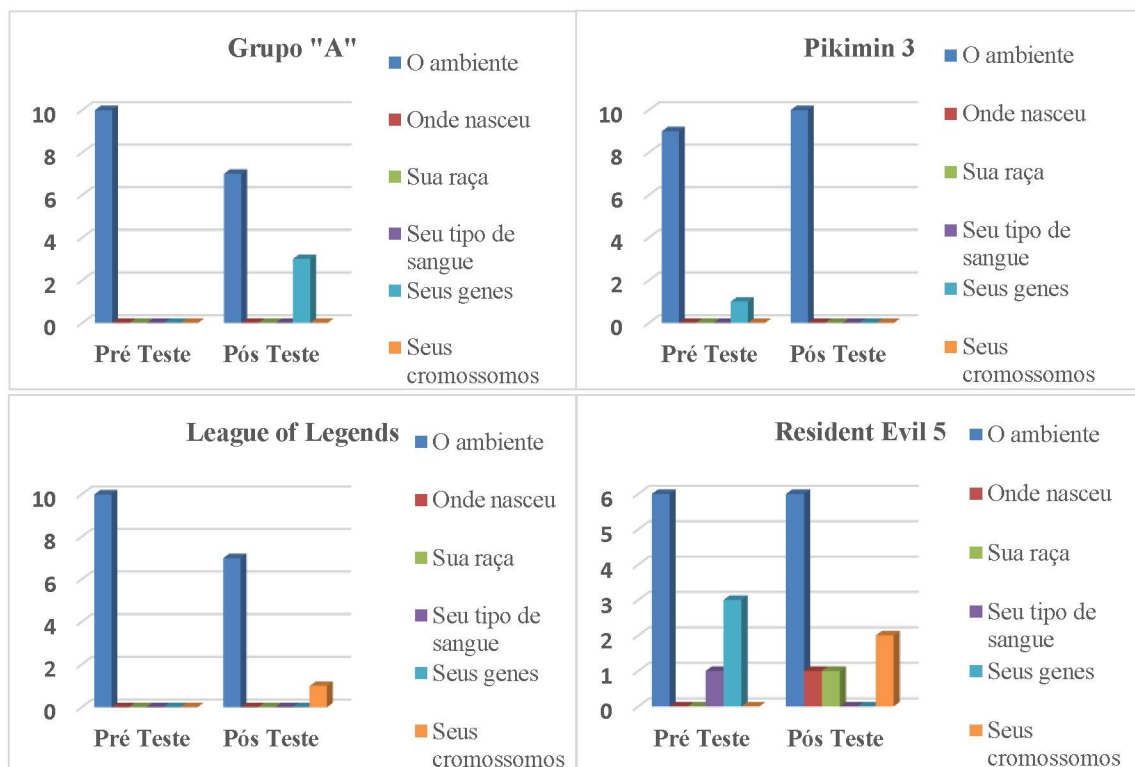 Grupo "A"
10
8
6
4
2
0
Pré Teste
Pós Teste
O ambiente
Onde nasceu
Sua raça
Seu tipo de
sangue
Seus genes
Seus
cromossomos
Pikimin 3
10
8
6
4
2
0
Pré Teste
Pós Teste
O ambiente
Onde nasceu
Sua raça
Seu tipo de
sangue
Seus genes
Seus
cromossomos
League of Legends
10
8
6
4
2
0
Pré Teste
Pós Teste
O ambiente
Onde nasceu
Sua raça
Seu tipo de
sangue
Seus genes
Seus
cromossomos
Resident Evil 5
6
5
4
3
2
1
0
Pré Teste
Pós Teste
O ambiente
Onde nasceu
Sua raça
Seu tipo de
sangue
Seus genes
Seus
cromossomos